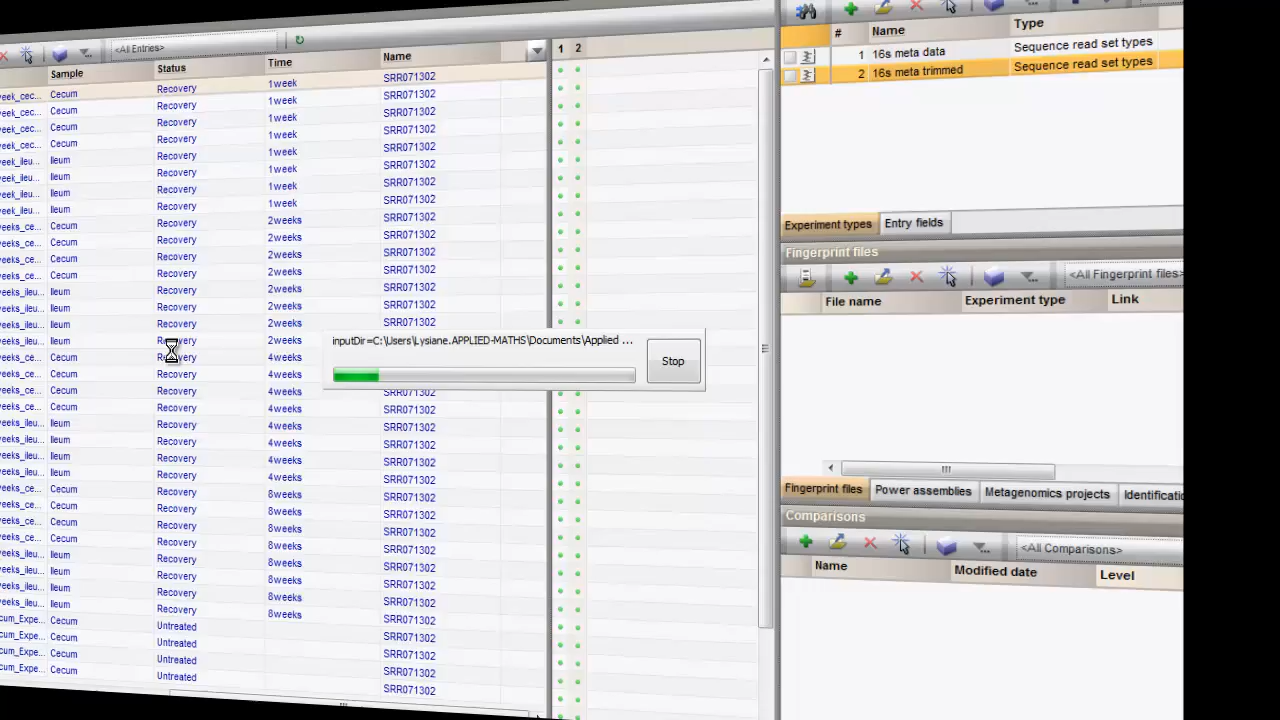 <All Entries>
Sample Status Time Name 1 2
week_cec... Cecum Recovery 1week SRR071302
week_cec... Cecum Recovery 1week SRR071302
week_cec... Cecum Recovery 1week SRR071302
week_cec... Cecum Recovery 1week SRR071302
week_ileu... Ileum Recovery 1week SRR071302
week_ileu... Ileum Recovery 1week SRR071302
week_ileu... Ileum Recovery 1week SRR071302
week_ileu... Ileum Recovery 1week SRR071302
weeks_ce... Cecum Recovery 2weeks SRR071302
weeks_ce... Cecum Recovery 2weeks SRR071302
weeks_ce... Cecum Recovery 2weeks SRR071302
weeks_ce... Cecum Recovery 2weeks SRR071302
weeks_ileu... Ileum Recovery 2weeks SRR071302
weeks_ileu... Ileum Recovery 2weeks SRR071302
weeks_ileu... Ileum Recovery 2weeks SRR071302
weeks_ileu... Ileum Recovery 2weeks
weeks_ce... Cecum Recovery 4weeks
weeks_ce... Cecum Recovery 4weeks
weeks_ce... Cecum Recovery 4weeks SRR071302
weeks_ce... Cecum Recovery 4weeks SRR071302
weeks_ileu... Ileum Recovery 4weeks SRR071302
weeks_ileu... Ileum Recovery 4weeks SRR071302
weeks_ileu... Ileum Recovery 4weeks SRR071302
weeks_ileu... Ileum Recovery 4weeks SRR071302
weeks_ce... Cecum Recovery 8weeks SRR071302
weeks_ce... Cecum Recovery 8weeks SRR071302
weeks_ce... Cecum Recovery 8weeks SRR071302
weeks_ce... Cecum Recovery 8weeks SRR071302
weeks_ileu... Ileum Recovery 8weeks SRR071302
weeks_ileu... Ileum Recovery 8weeks SRR071302
weeks_ileu... Ileum Recovery 8weeks SRR071302
weeks_ileu... Ileum Recovery 8weeks SRR071302
cum_Expe... Cecum Untreated SRR071302
cum_Expe... Cecum Untreated SRR071302
cum_Expe... Cecum Untreated SRR071302
cum_Expe... Cecum Untreated SRR071302
inputDir=C:\Users\Lysiane.APPLIED-MATHS\Documents\Applied ...
Stop
# Name Type
1 16s meta data Sequence read set types
2 16s meta trimmed Sequence read set types
Experiment types Entry fields
Fingerprint files
<All Fingerprint files>
File name Experiment type Link
Fingerprint files Power assemblies Metagenomics projects Identificatio
Comparisons
<All Comparisons>
Name Modified date Level